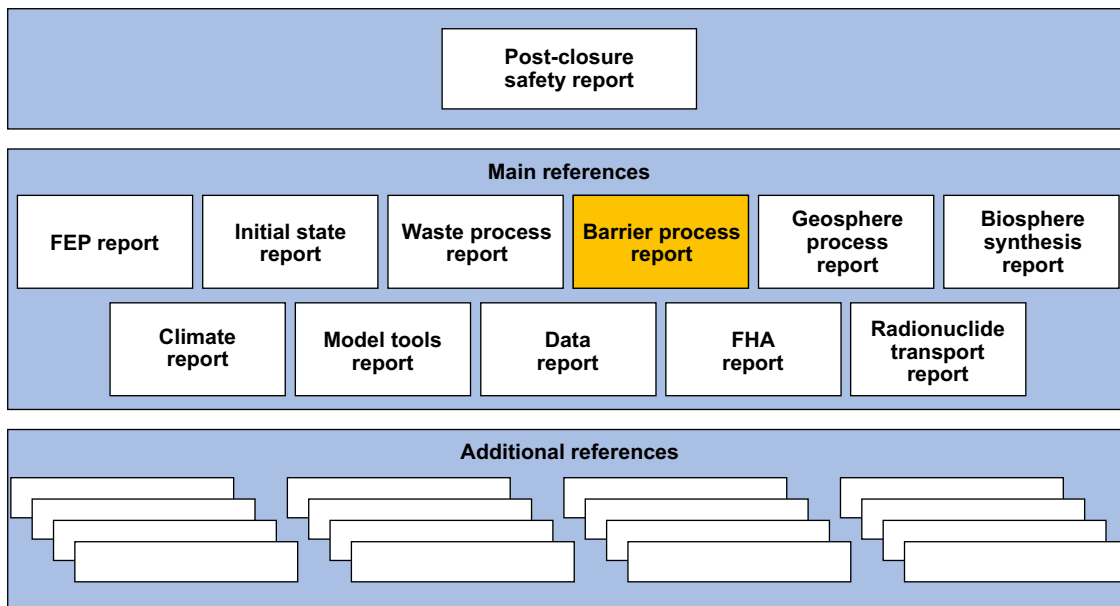 Post-closure
safety report
Main references
FEP report
Initial state
report
Waste process
report
Barrier process
report
Geosphere
process
report
Biosphere
synthesis
report
Climate
report
Model tools
report
Data
report
FHA
report
Radionuclide
transport
report
Additional references